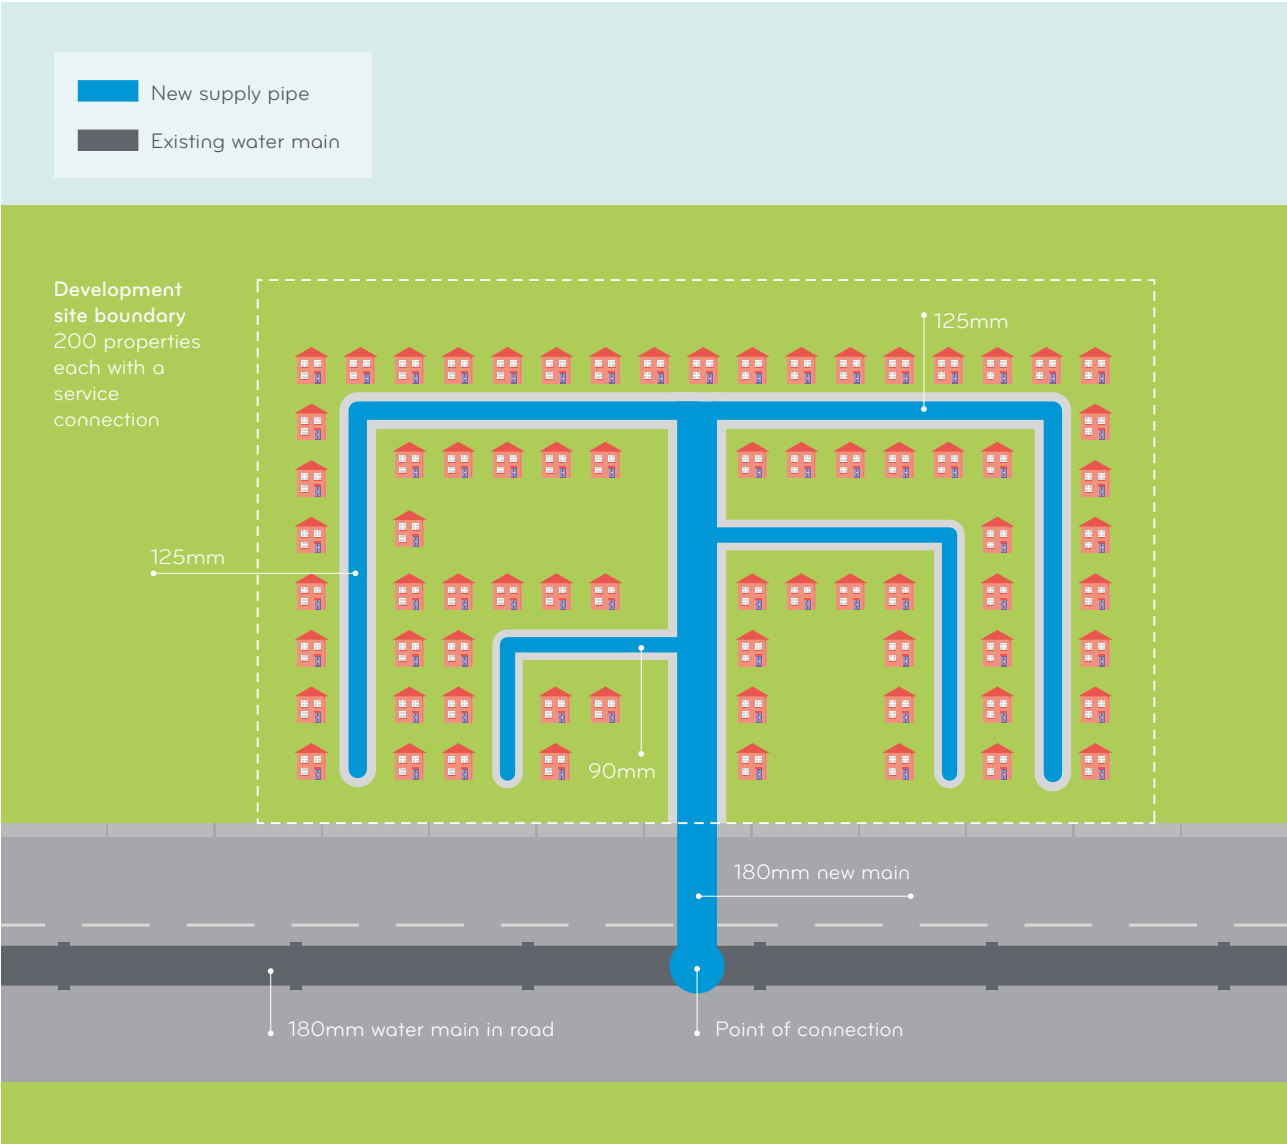 New supply pipe
Existing water main
Development
site boundary
200 properties
each with a
service
connection
125mm
125mm
90mm
180mm new main
180mm water main in road
Point of connection